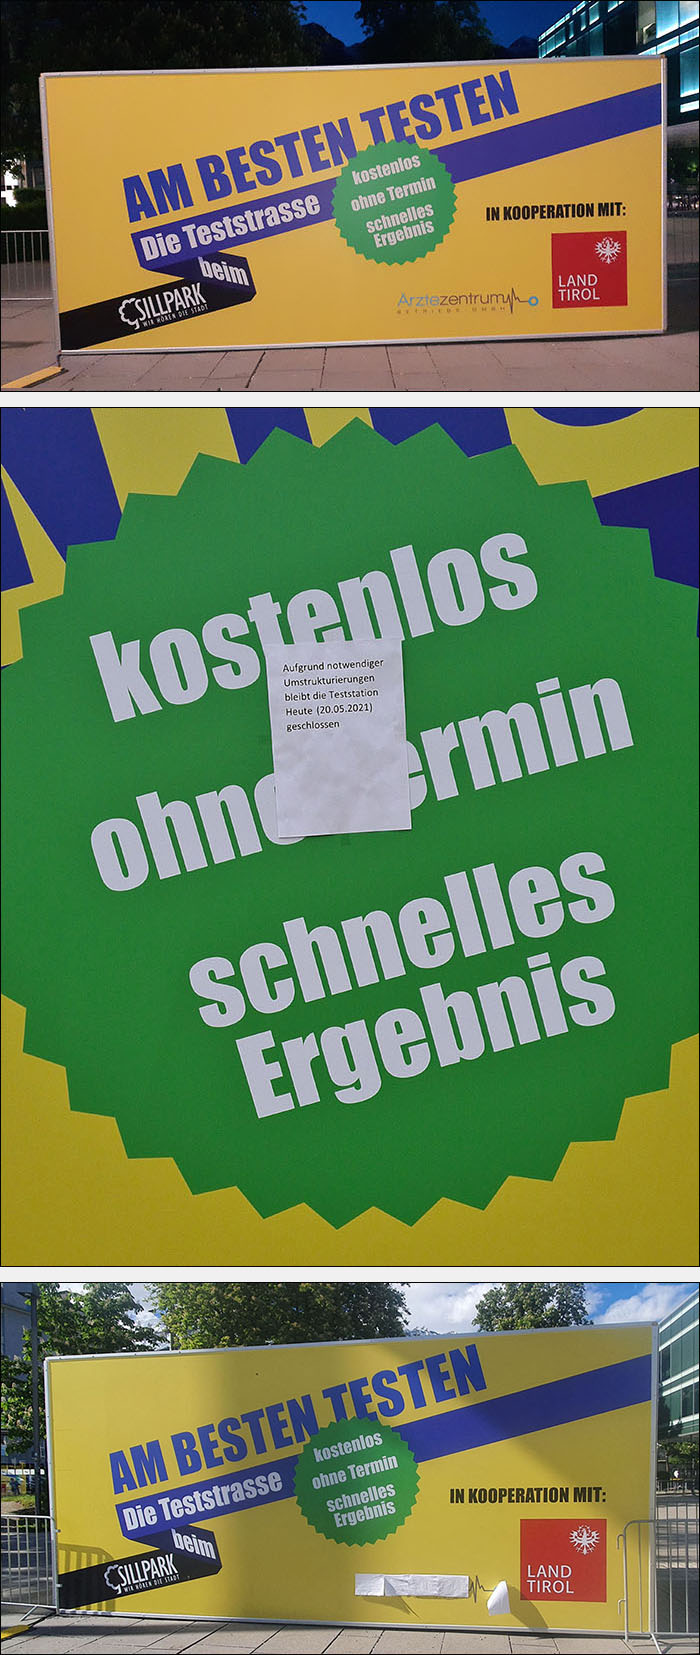 AM BESTEN TESTEN
Die Teststrasse
beim
SILLPARK
WIR HÖREN DIE STADT
kostenlos
ohne Termin
schnelles
Ergebnis
IN KOOPERATION MIT:
Ärztezentrum
BETRIEBS GMBH
LAND
TIROL
kostenlos
Aufgrund notwendiger
Umstrukturierungen
bleibt die Teststation
Heute (20.05.2021)
geschlossen
ohne Termin
schnelles
Ergebnis
AM BESTEN TESTEN
Die Teststrasse
beim
SILLPARK
WIR HÖREN DIE STADT
kostenlos
ohne Termin
schnelles
Ergebnis
IN KOOPERATION MIT:
LAND
TIROL